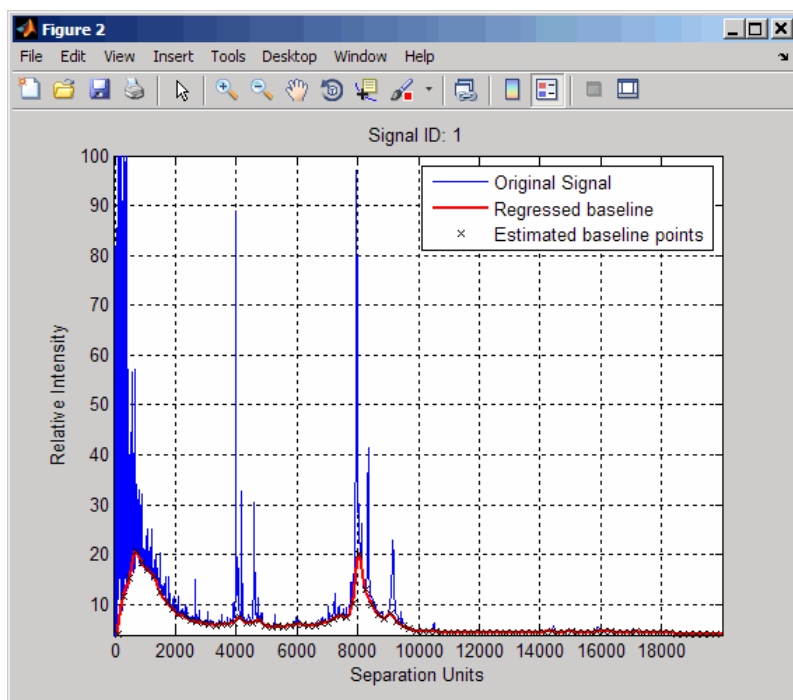 Figure 2
File Edit View Insert Tools Desktop Window Help
Signal ID: 1
Original Signal
Regressed baseline
Estimated baseline points
Relative Intensity
100
90
80
70
60
50
40
30
20
10
0 2000 4000 6000 8000 10000 12000 14000 16000 18000
Separation Units